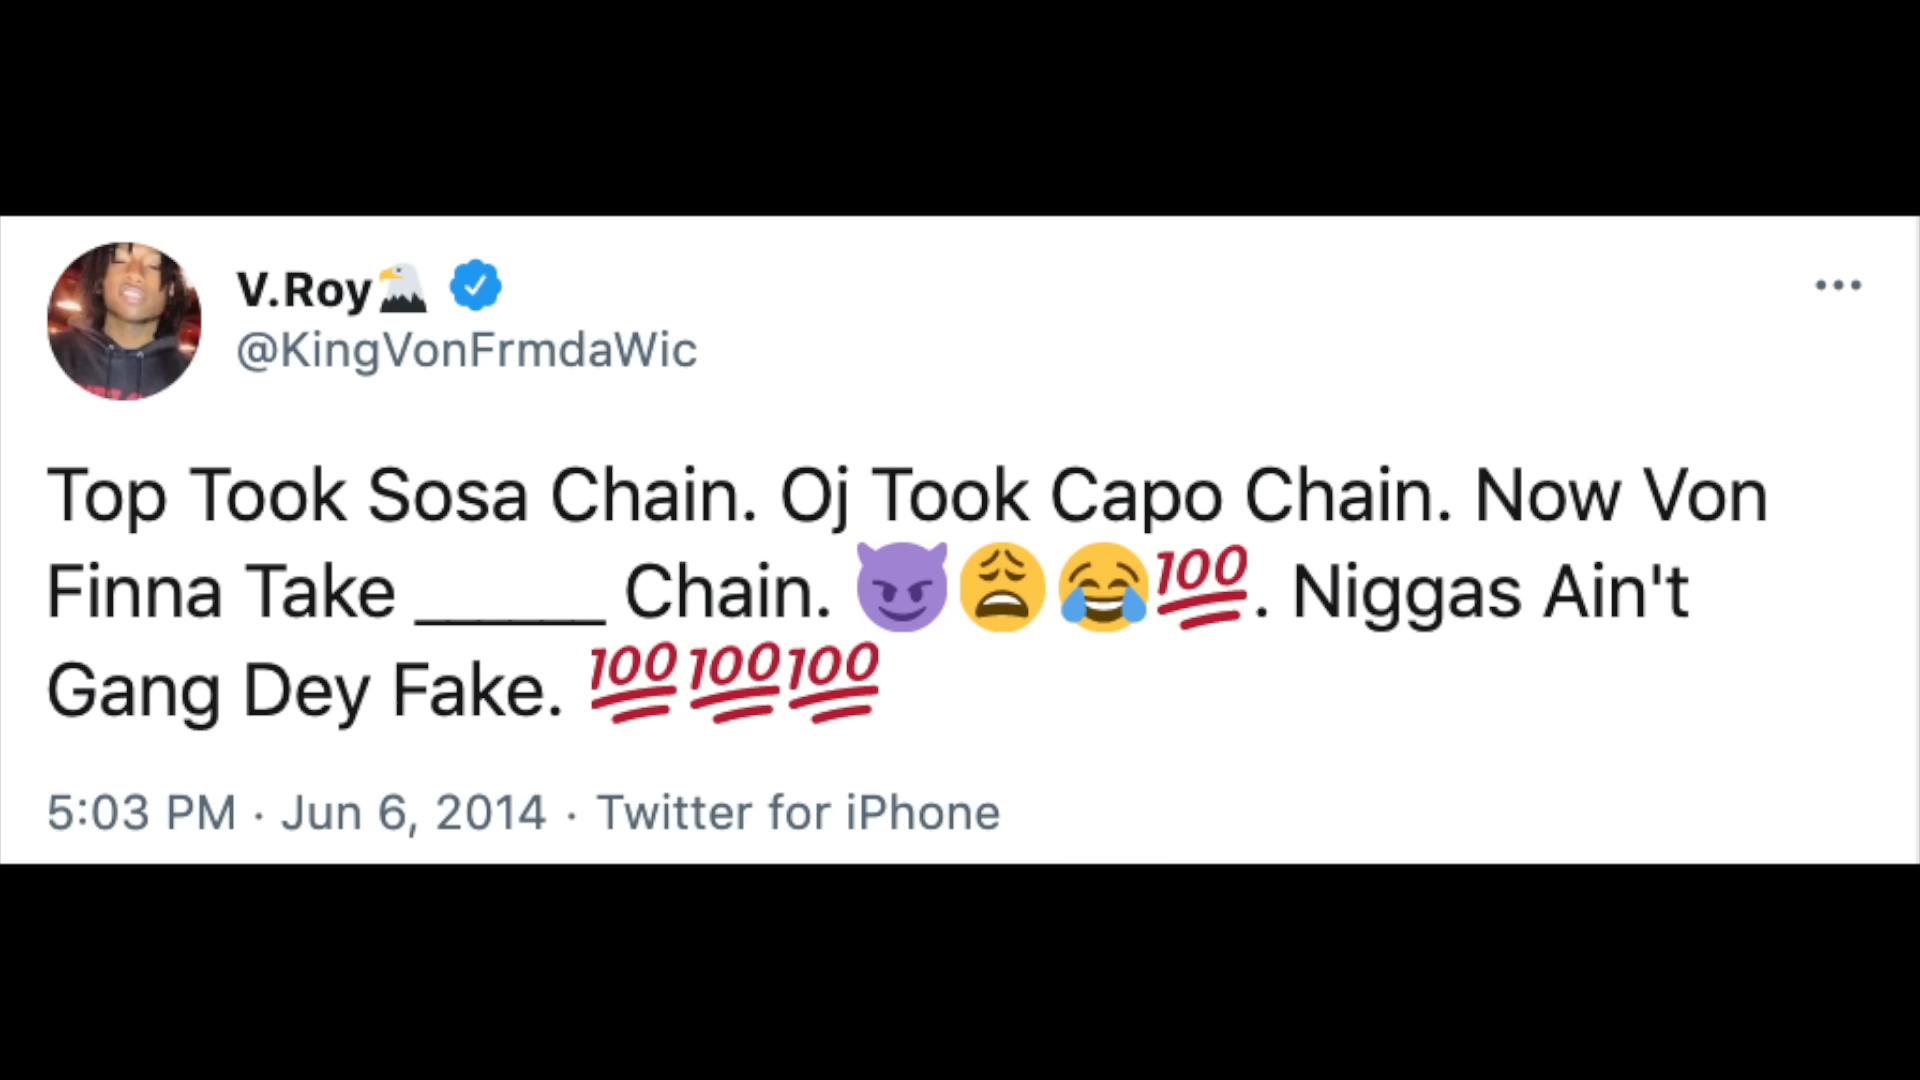 V.Roy🦅
@KingVonFrmdaWic
Top Took Sosa Chain. Oj Took Capo Chain. Now Von
Finna Take ______ Chain. 😈😩😂💯. Niggas Ain't
Gang Dey Fake. 💯💯💯
5:03 PM · Jun 6, 2014 · Twitter for iPhone